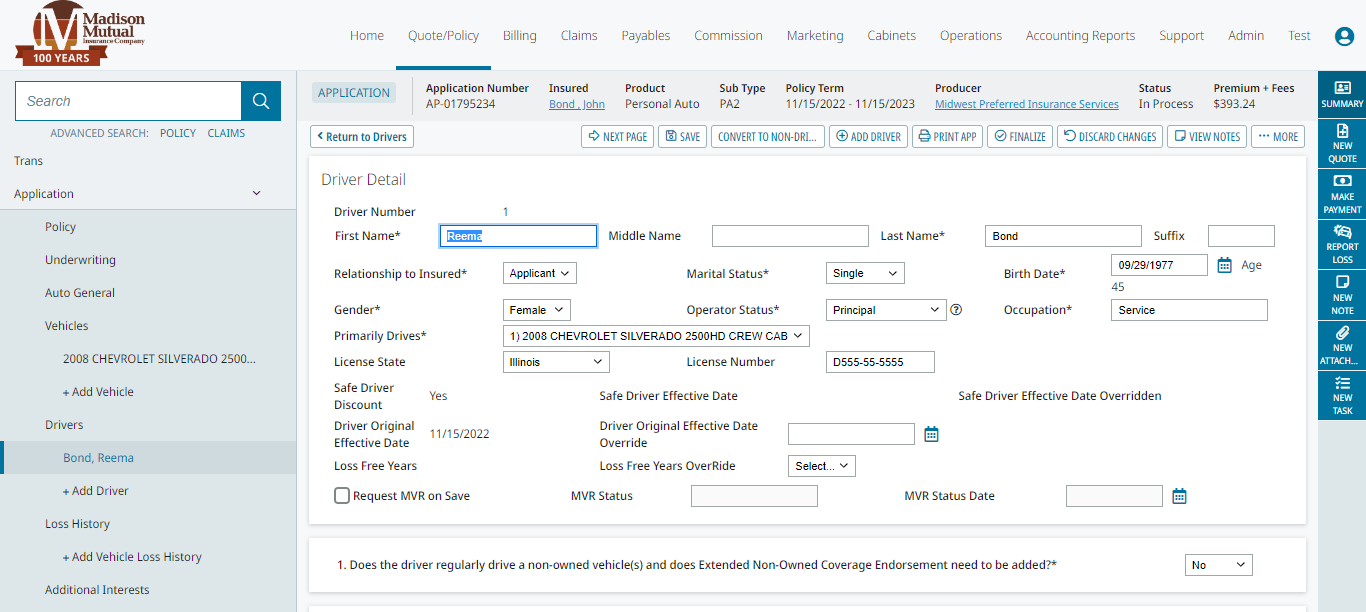 Madison
Mutual
Insurance Company
100 YEARS
Home Quote/Policy Billing Claims Payables Commission Marketing Cabinets Operations Accounting Reports Support Admin Test
Search
ADVANCED SEARCH: POLICY CLAIMS
Trans
Application
Policy
Underwriting
Auto General
Vehicles
2008 CHEVROLET SILVERADO 2500...
+ Add Vehicle
Drivers
Bond, Reema
+ Add Driver
Loss History
+ Add Vehicle Loss History
Additional Interests
APPLICATION
Application Number Insured Product Sub Type Policy Term Producer Status Premium + Fees
AP-01795234 Bond , John Personal Auto PA2 11/15/2022 - 11/15/2023 Midwest Preferred Insurance Services In Process $393.24
Return to Drivers NEXT PAGE SAVE CONVERT TO NON-DRI... ADD DRIVER PRINT APP FINALIZE DISCARD CHANGES VIEW NOTES MORE
Driver Detail
Driver Number 1
First Name* Reema Middle Name Last Name* Bond Suffix
Relationship to Insured* Applicant Marital Status* Single Birth Date* 09/29/1977 Age
45
Gender* Female Operator Status* Principal Occupation* Service
Primarily Drives* 1) 2008 CHEVROLET SILVERADO 2500HD CREW CAB
License State Illinois License Number D555-55-5555
Safe Driver
Discount Yes Safe Driver Effective Date Safe Driver Effective Date Overridden
Driver Original
Effective Date 11/15/2022 Driver Original Effective Date
Override
Loss Free Years Loss Free Years OverRide Select...
Request MVR on Save MVR Status MVR Status Date
1. Does the driver regularly drive a non-owned vehicle(s) and does Extended Non-Owned Coverage Endorsement need to be added?* No
SUMMARY
NEW
QUOTE
MAKE
PAYMENT
REPORT
LOSS
NEW
NOTE
NEW
ATTACH...
NEW
TASK